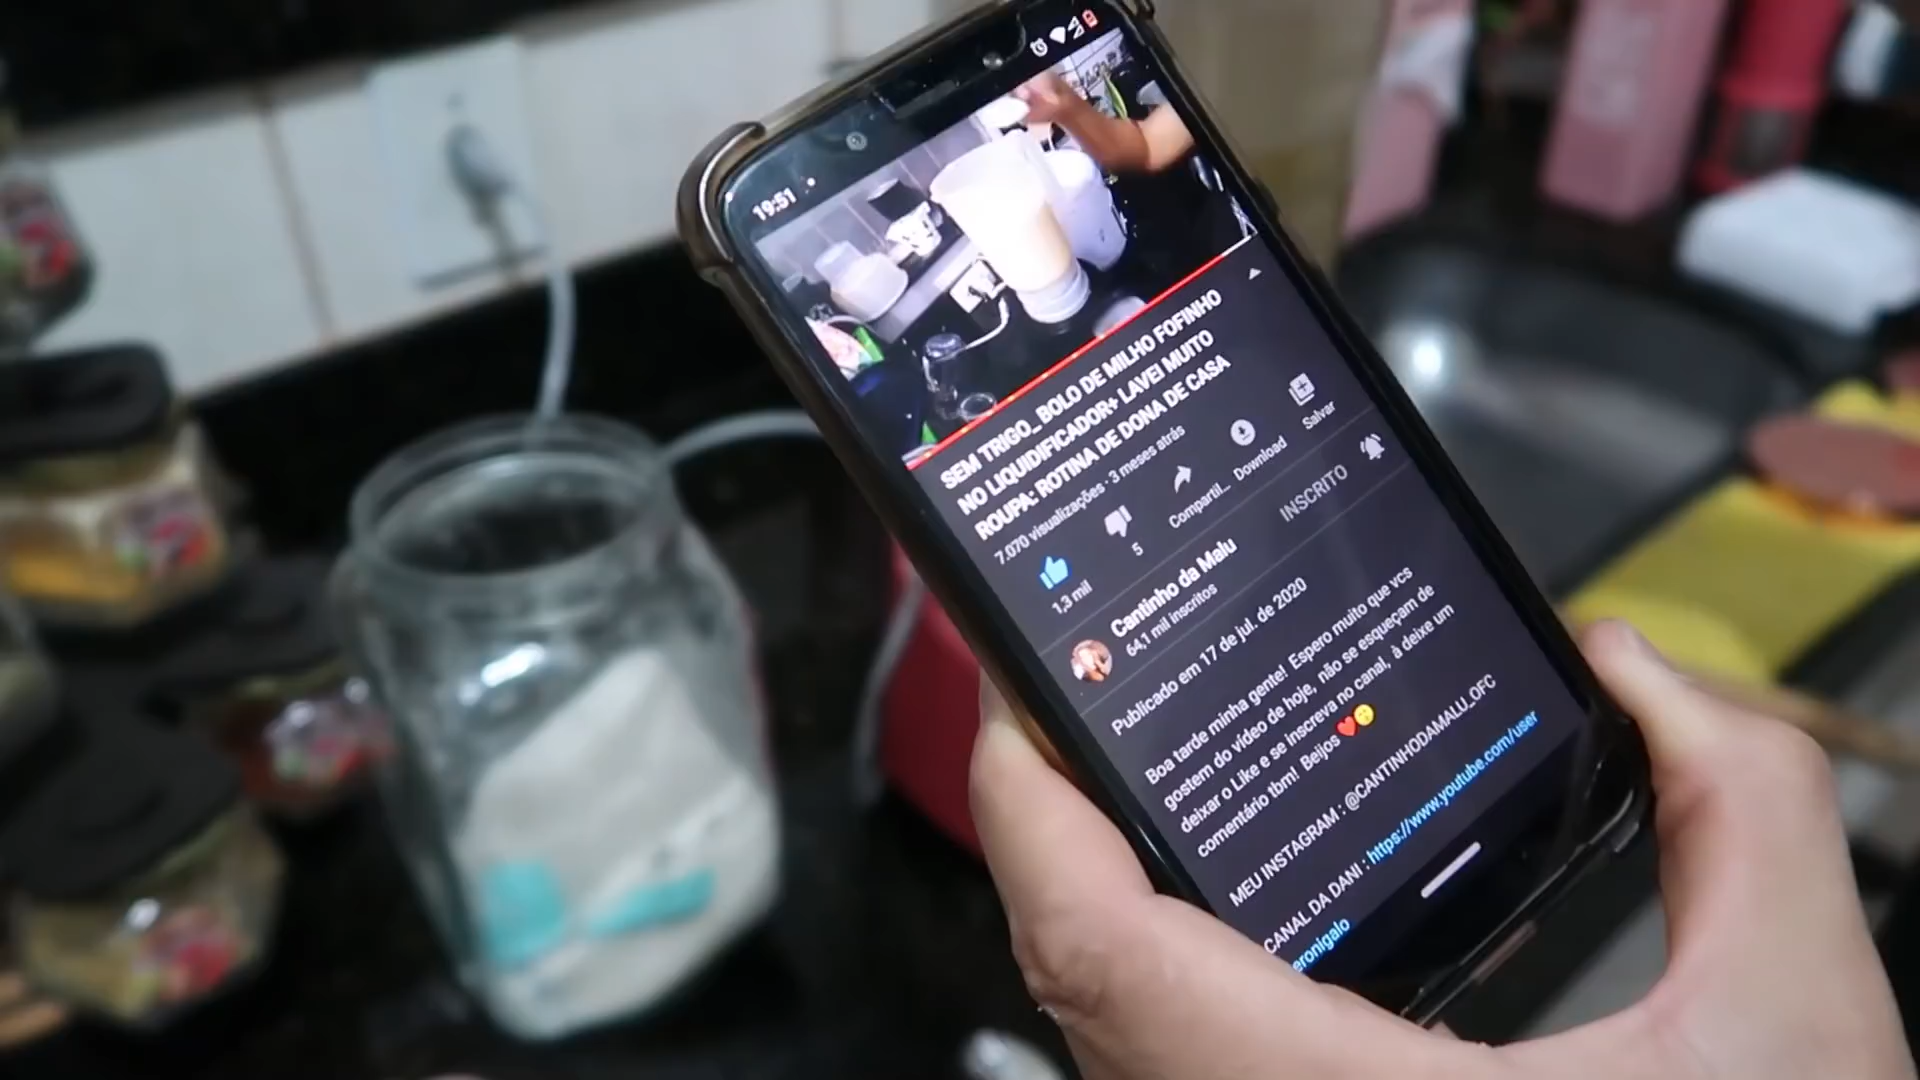 19:51
SEM TRIGO_ BOLO DE MILHO FOFINHO
NO LIQUIDIFICADOR+ LAVEI MUITO
ROUPA: ROTINA DE DONA DE CASA
7.070 visualizações · 3 meses atrás
1,3 mil
5
Compartil...
Download
Salvar
Cantinho da Malu
64,1 mil inscritos
INSCRITO
Publicado em 17 de jul. de 2020
Boa tarde minha gente! Espero muito que vcs
gostem do vídeo de hoje, não se esqueçam de
deixar o Like e se inscreva no canal, à deixe um
comentário tbm! Beijos ❤️😚
MEU INSTAGRAM : @CANTINHODAMALU_OFC
CANAL DA DANI : https://www.youtube.com/user